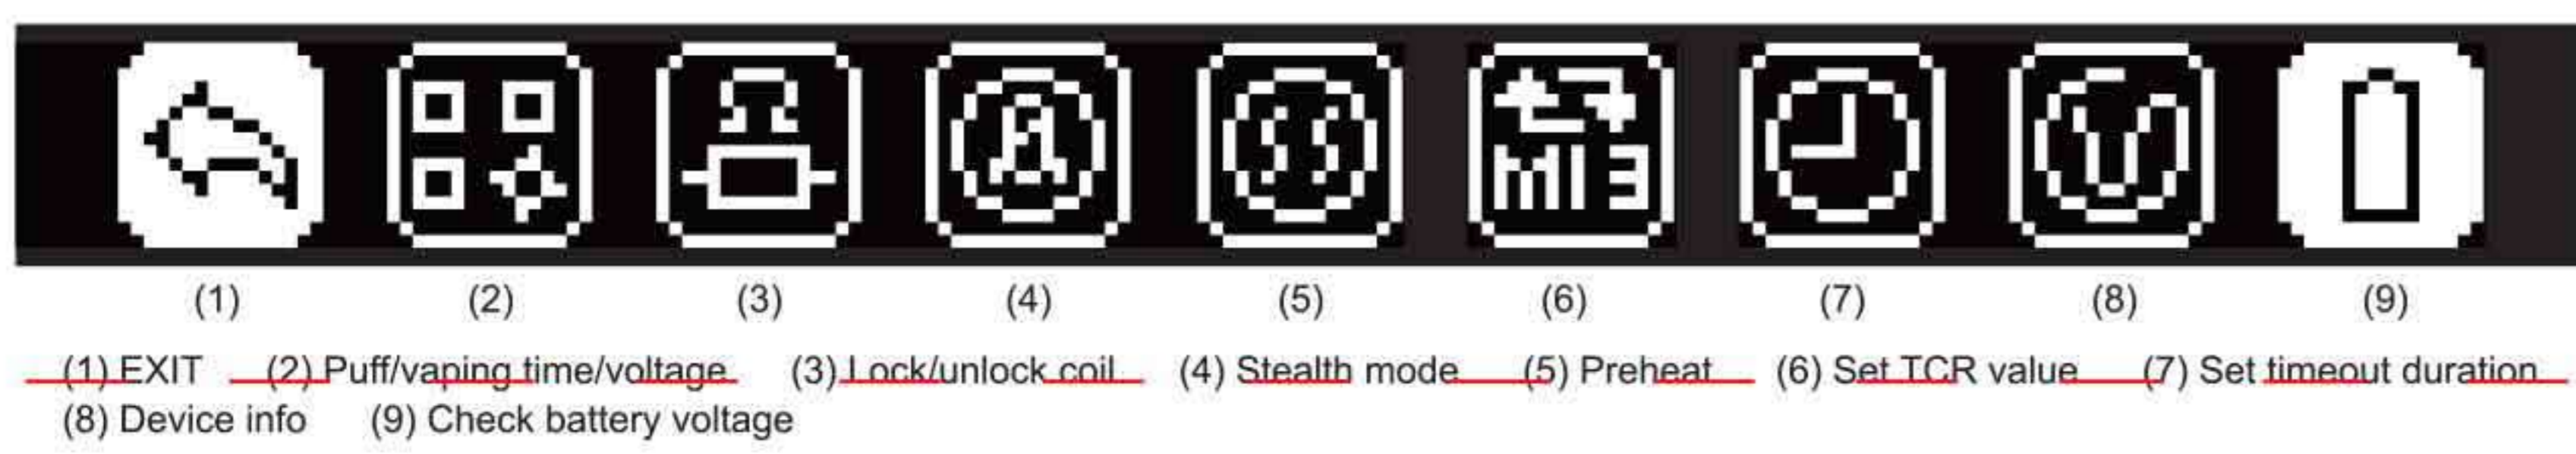 M1 3
(1) (2) (3) (4) (5) (6) (7) (8) (9)
(1) EXIT (2) Puff/vaping time/voltage (3) Lock/unlock coil (4) Stealth mode (5) Preheat (6) Set TCR value (7) Set timeout duration
(8) Device info (9) Check battery voltage